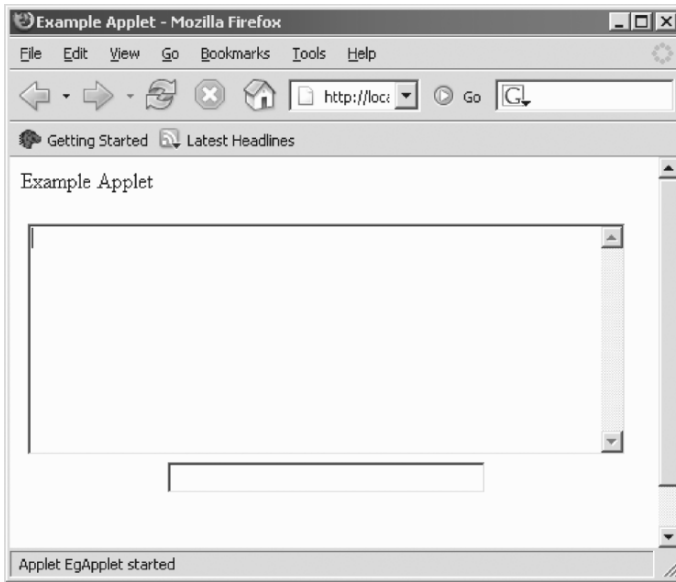 Example Applet - Mozilla Firefox
File Edit View Go Bookmarks Tools Help
http://loca Go G
Getting Started Latest Headlines
Example Applet
Applet EgApplet started